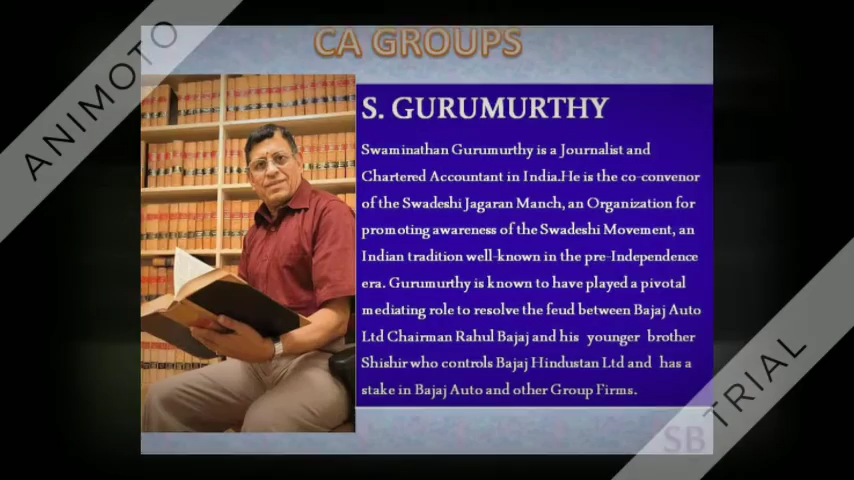 CA GROUPS
ANIMOTO
S. GURUMURTHY
Swaminathan Gurumurthy is a Journalist and
Chartered Accountant in India.He is the co-convenor
of the Swadeshi Jagaran Manch, an Organization for
promoting awareness of the Swadeshi Movement, an
Indian tradition well-known in the pre-Independence
era. Gurumurthy is known to have played a pivotal
mediating role to resolve the feud between Bajaj Auto
Ltd Chairman Rahul Bajaj and his younger brother
Shishir who controls Bajaj Hindustan Ltd and has a
stake in Bajaj Auto and other Group Firms.
TRIAL
SB